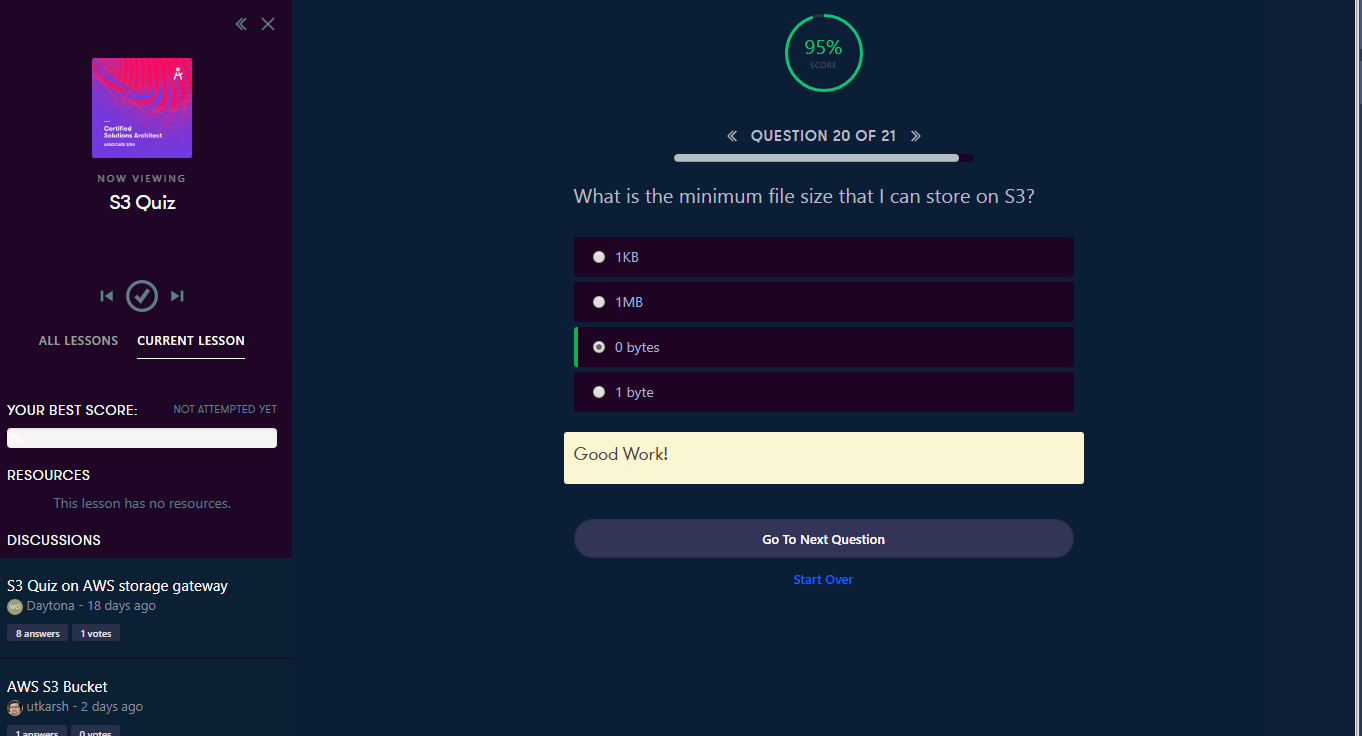 Certified
Solutions Architect
ASSOCIATE 2018
NOW VIEWING
S3 Quiz
ALL LESSONS CURRENT LESSON
YOUR BEST SCORE: NOT ATTEMPTED YET
RESOURCES
This lesson has no resources.
DISCUSSIONS
S3 Quiz on AWS storage gateway
WO Daytona - 18 days ago
8 answers 1 votes
AWS S3 Bucket
utkarsh - 2 days ago
1 answers 0 votes
95%
SCORE
QUESTION 20 OF 21
What is the minimum file size that I can store on S3?
1KB
1MB
0 bytes
1 byte
Good Work!
Go To Next Question
Start Over